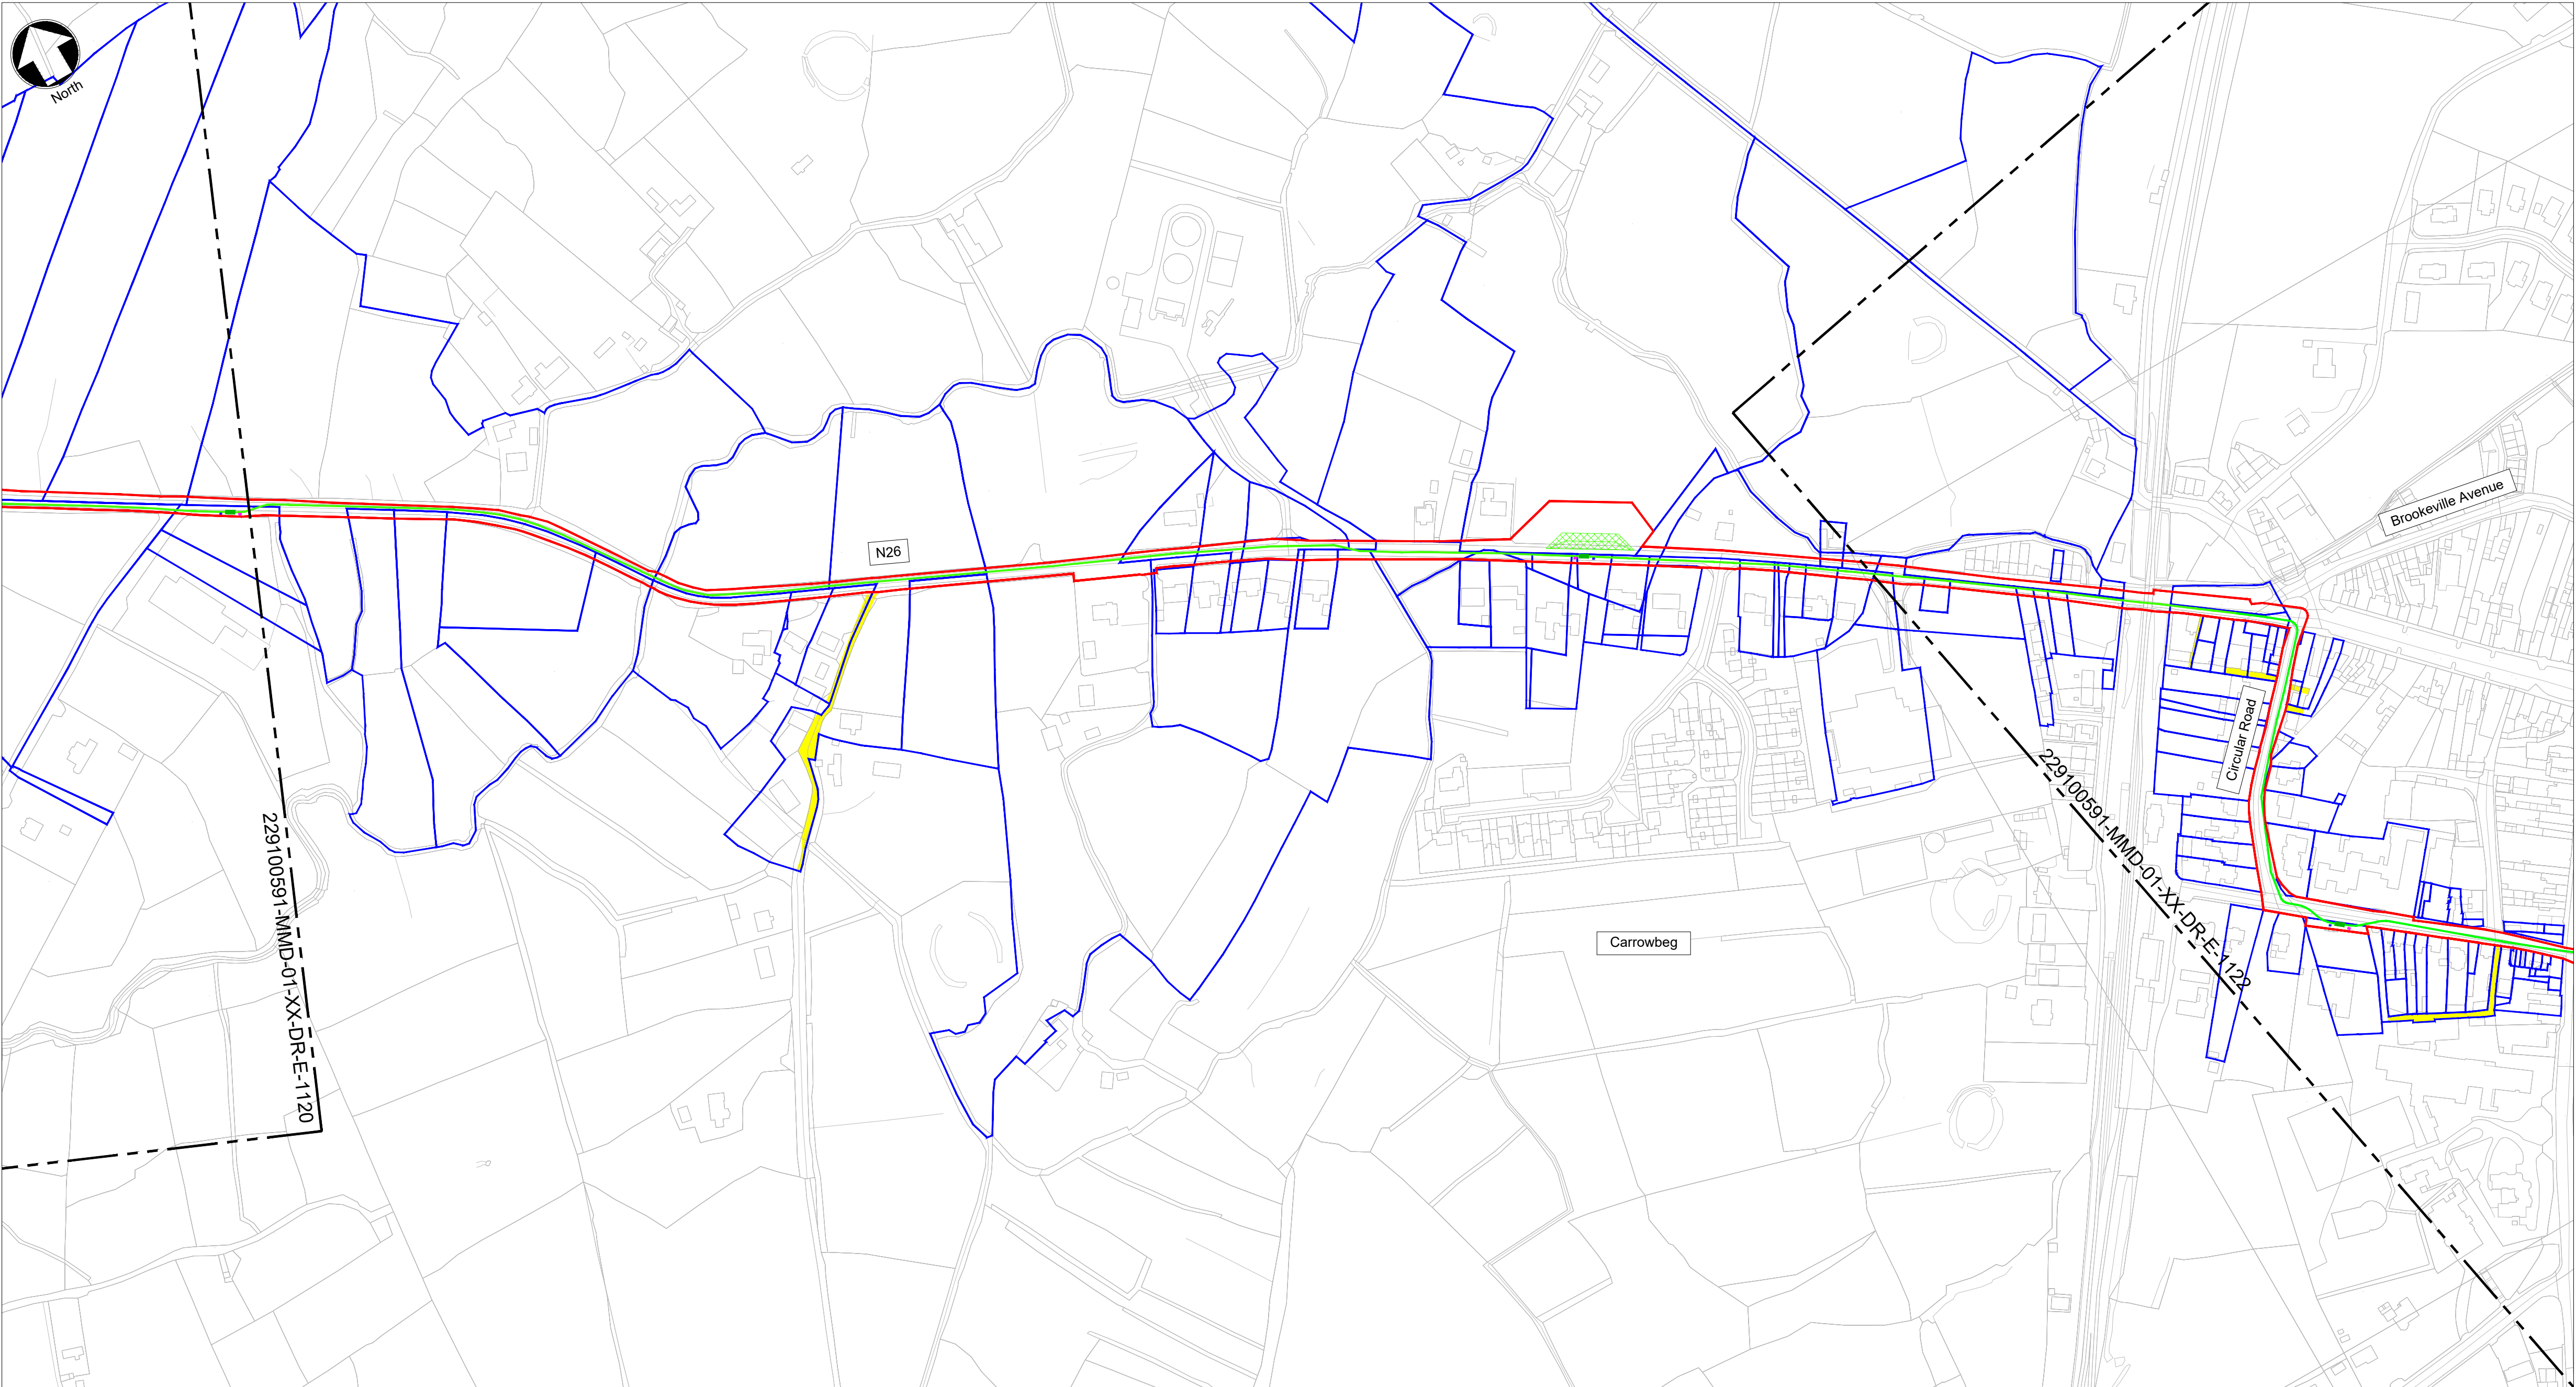 North
Brookeville Avenue
N26
Circular Road
229100591-MMD-01-XX-DR-E-1122
229100591-MMD-01-XX-DR-E-1120
Carrowbeg